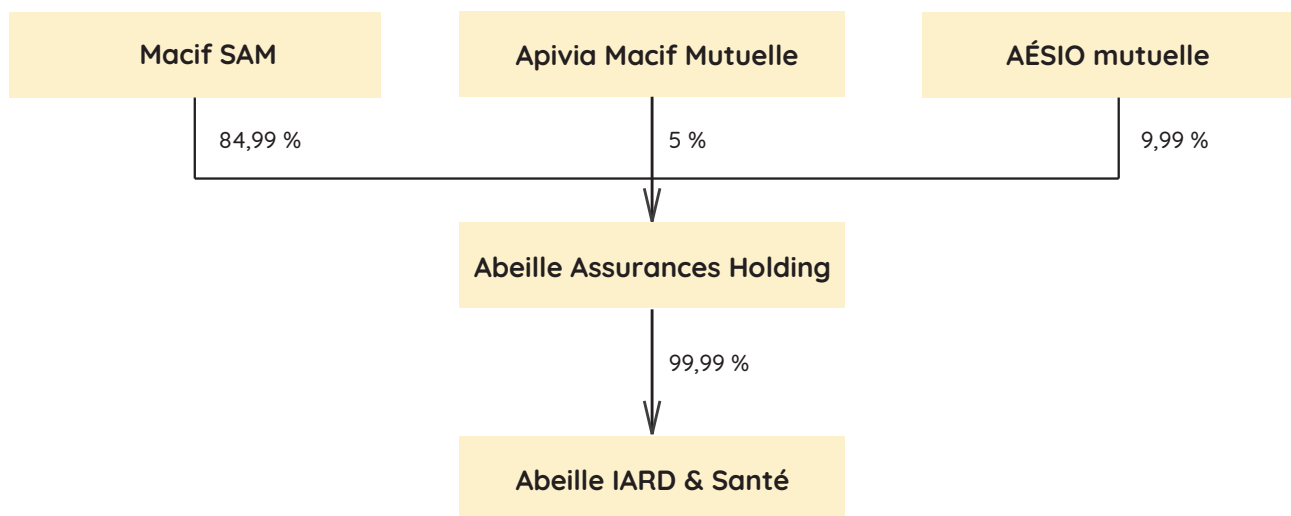 Macif SAM
Apivia Macif Mutuelle
AÉSIO mutuelle
84,99 %
5 %
9,99 %
Abeille Assurances Holding
99,99 %
Abeille IARD & Santé